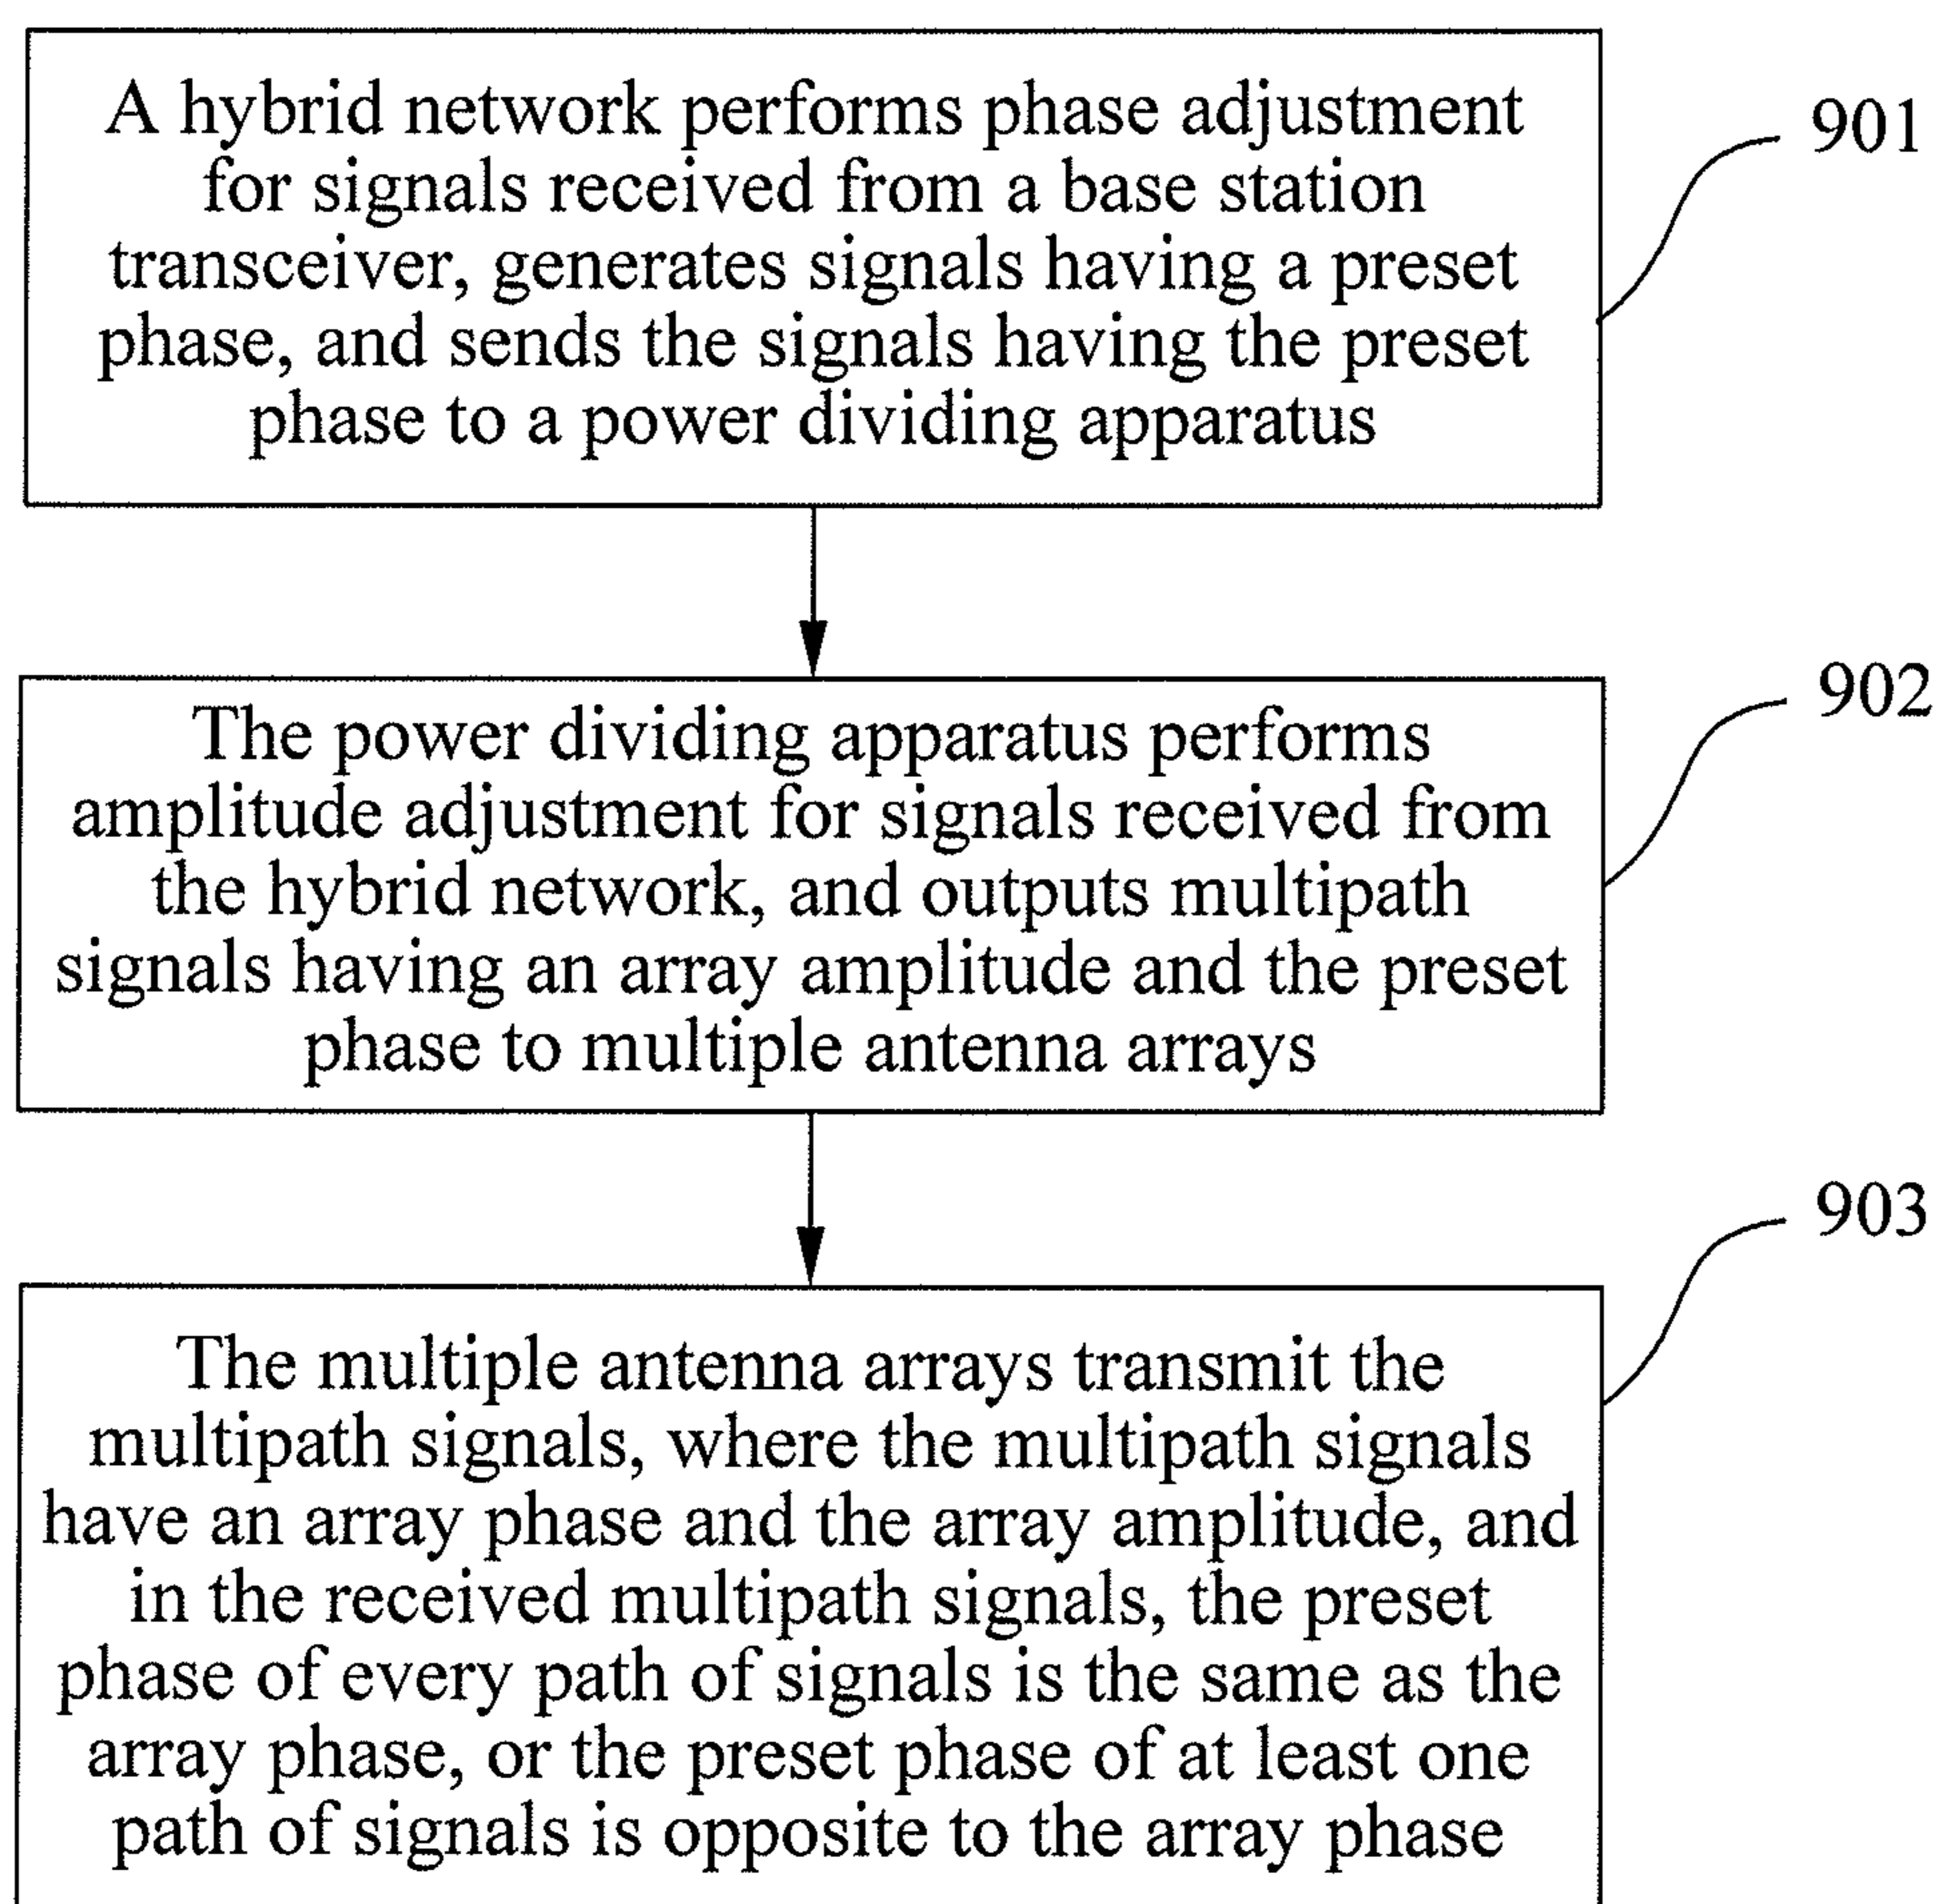 A hybrid network performs phase adjustment
for signals received from a base station
transceiver, generates signals having a preset
phase, and sends the signals having the preset
phase to a power dividing apparatus
901
The power dividing apparatus performs
amplitude adjustment for signals received from
the hybrid network, and outputs multipath
signals having an array amplitude and the preset
phase to multiple antenna arrays
902
The multiple antenna arrays transmit the
multipath signals, where the multipath signals
have an array phase and the array amplitude, and
in the received multipath signals, the preset
phase of every path of signals is the same as the
array phase, or the preset phase of at least one
path of signals is opposite to the array phase
903